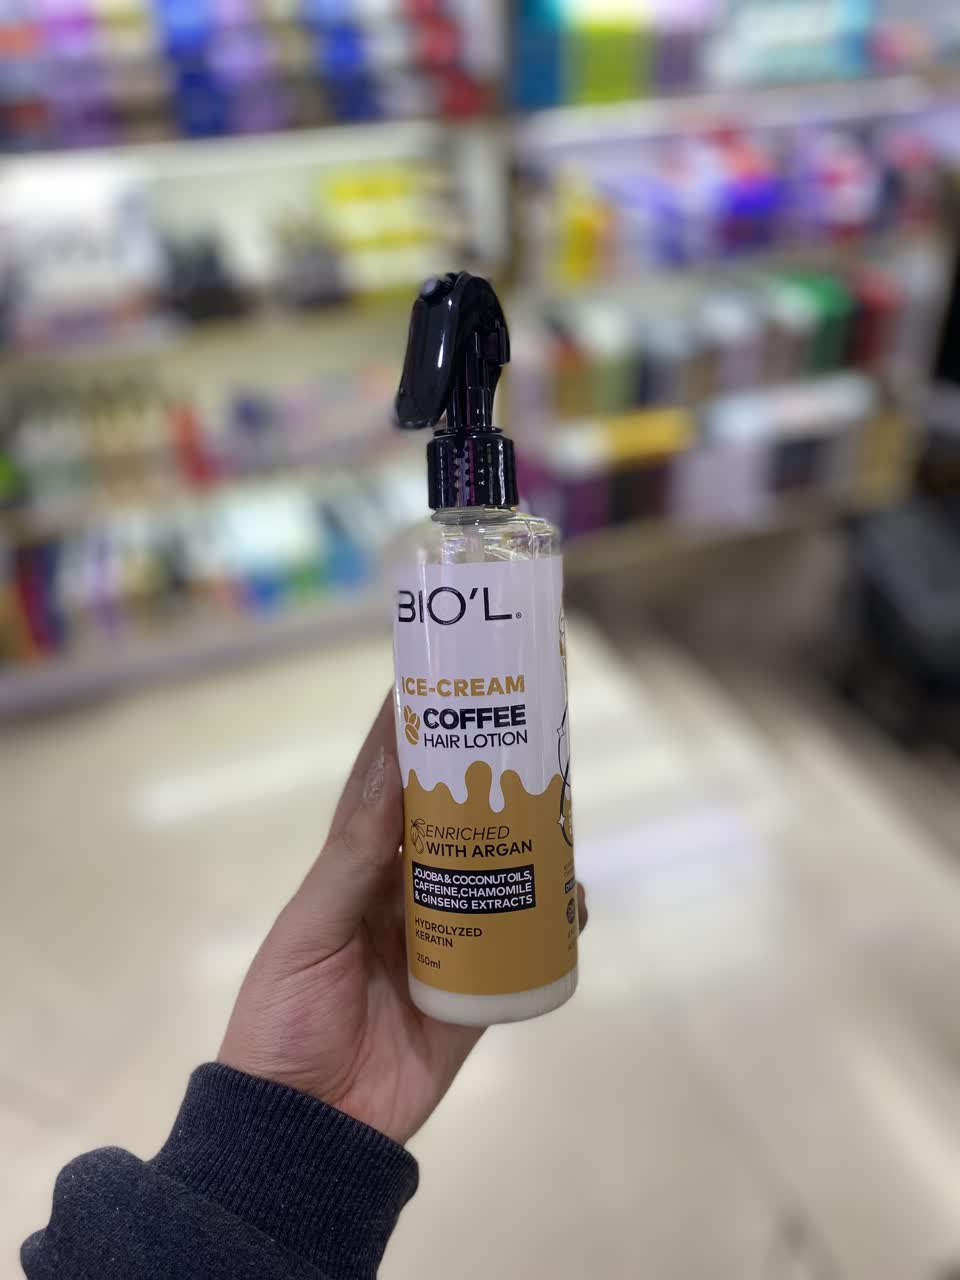 BIO'L®
ICE-CREAM
COFFEE
HAIR LOTION
ENRICHED
WITH ARGAN
JOJOBA & COCONUT OILS,
CAFFEINE, CHAMOMILE
& GINSENG EXTRACTS
HYDROLYZED
KERATIN
250ml